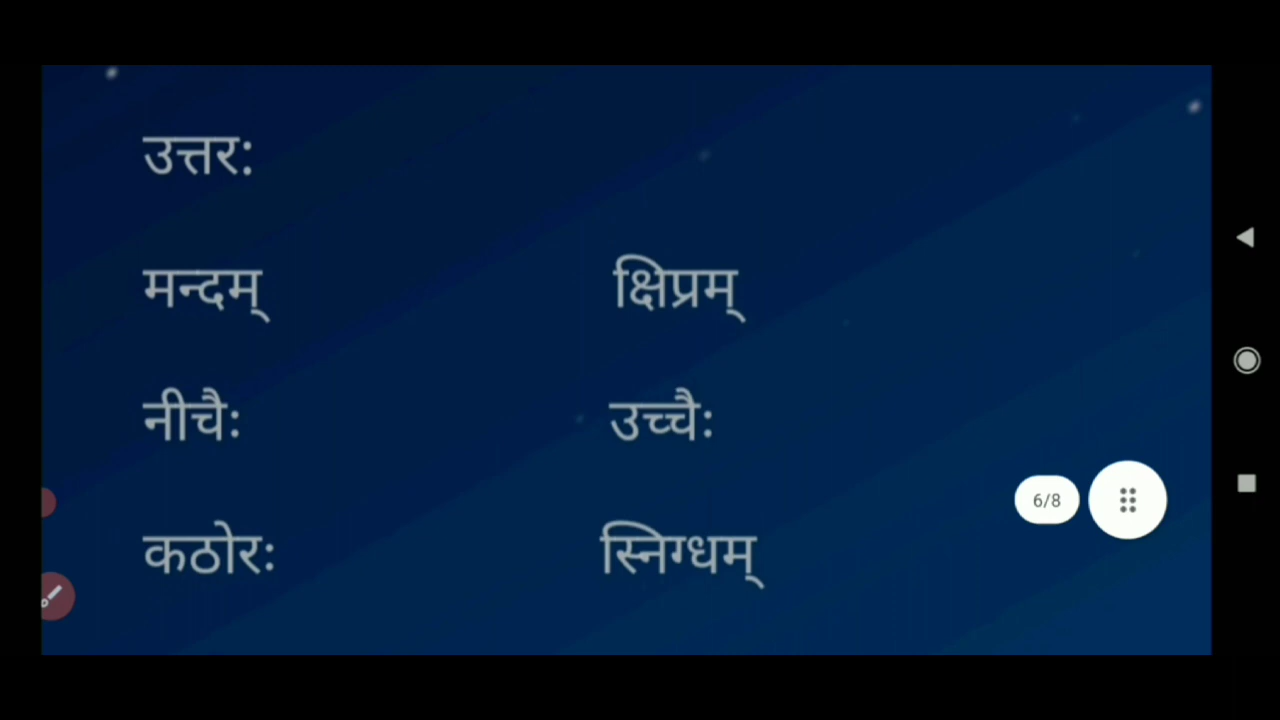 उत्तर:
मन्दम् क्षिप्रम्
नीचैः उच्चैः
कठोरः स्निग्धम्
6/8